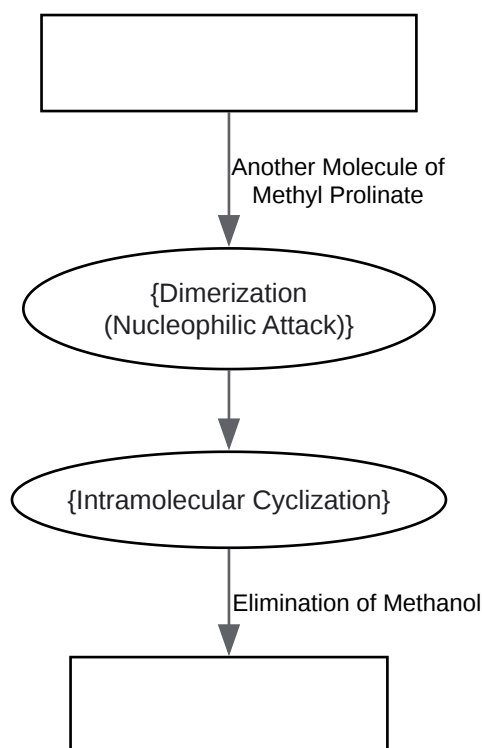 Another Molecule of
Methyl Prolinate
{Dimerization
(Nucleophilic Attack)}
{Intramolecular Cyclization}
Elimination of Methanol